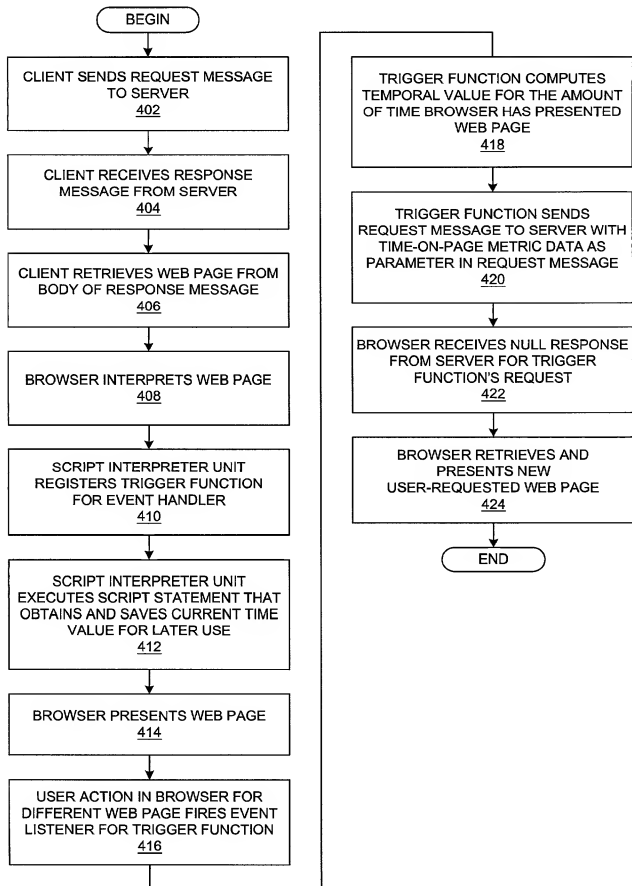 BEGIN
CLIENT SENDS REQUEST MESSAGE
TO SERVER
402
CLIENT RECEIVES RESPONSE
MESSAGE FROM SERVER
404
CLIENT RETRIEVES WEB PAGE FROM
BODY OF RESPONSE MESSAGE
406
BROWSER INTERPRETS WEB PAGE
408
SCRIPT INTERPRETER UNIT
REGISTERS TRIGGER FUNCTION
FOR EVENT HANDLER
410
SCRIPT INTERPRETER UNIT
EXECUTES SCRIPT STATEMENT THAT
OBTAINS AND SAVES CURRENT TIME
VALUE FOR LATER USE
412
BROWSER PRESENTS WEB PAGE
414
USER ACTION IN BROWSER FOR
DIFFERENT WEB PAGE FIRES EVENT
LISTENER FOR TRIGGER FUNCTION
416
TRIGGER FUNCTION COMPUTES
TEMPORAL VALUE FOR THE AMOUNT
OF TIME BROWSER HAS PRESENTED
WEB PAGE
418
TRIGGER FUNCTION SENDS
REQUEST MESSAGE TO SERVER WITH
TIME-ON-PAGE METRIC DATA AS
PARAMETER IN REQUEST MESSAGE
420
BROWSER RECEIVES NULL RESPONSE
FROM SERVER FOR TRIGGER
FUNCTION'S REQUEST
422
BROWSER RETRIEVES AND
PRESENTS NEW
USER-REQUESTED WEB PAGE
424
END